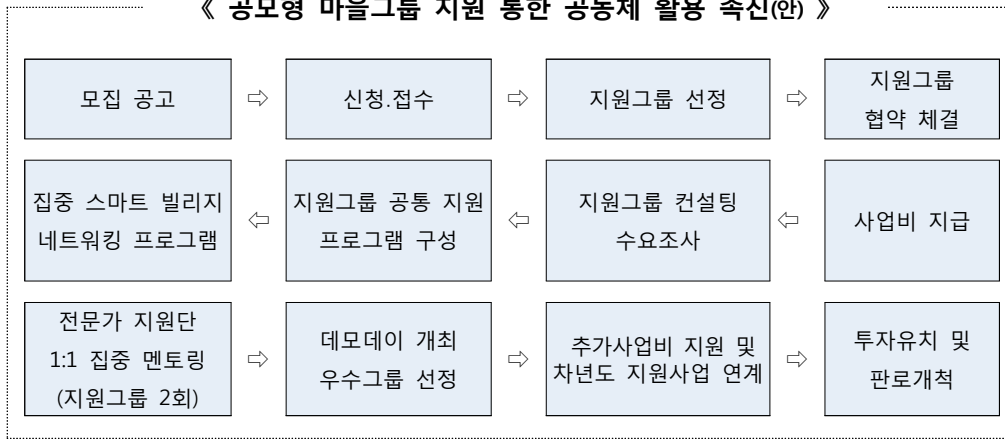 《 공모형 마을그룹 지원 통한 공동체 활용 촉진(안) 》
모집 공고 ⇨ 신청.접수 ⇨ 지원그룹 선정 ⇨ 지원그룹
협약 체결
집중 스마트 빌리지
네트워킹 프로그램 ⇦ 지원그룹 공통 지원
프로그램 구성 ⇦ 지원그룹 컨설팅
수요조사 ⇦ 사업비 지급
전문가 지원단
1:1 집중 멘토링
(지원그룹 2회) ⇨ 데모데이 개최
우수그룹 선정 ⇨ 추가사업비 지원 및
차년도 지원사업 연계 ⇨ 투자유치 및
판로개척